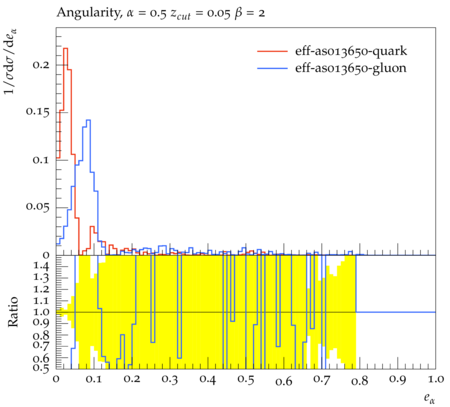 Angularity, α = 0.5 z_cut = 0.05 β = 2
1/σdσ/de_α
eff-as013650-quark
eff-as013650-gluon
0.2
0.15
0.1
0.05
0
Ratio
1.4
1.3
1.2
1.1
1.0
0.9
0.8
0.7
0.6
0.5
0 0.1 0.2 0.3 0.4 0.5 0.6 0.7 0.8 0.9 1.0
e_α